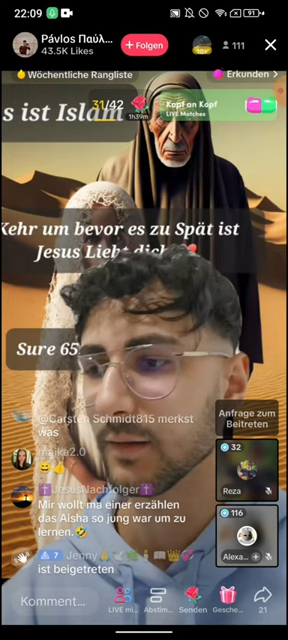 22:09
91
Pávlos Παύλ...
43.5K Likes
+ Folgen
111
Wöchentliche Rangliste
Erkunden >
s ist Islam
31/42
1h39m
Kopf an Kopf
LIVE Matches
Kehr um bevor es zu Spät ist
Jesus Liebt dich
Sure 65
@Carsten Schmidt815 merkst
was
maika2.0
😀👍
Anfrage zum
Beitreten
32
Reza
✝️JesusNachfolger✝️
Mir wollt ma einer erzählen
das Aisha so jung war um zu
lernen.🤣
116
Alexa...
7 Jenny
ist beigetreten
Komment...
LIVE mi...
Abstim...
Senden
Gesche...
21